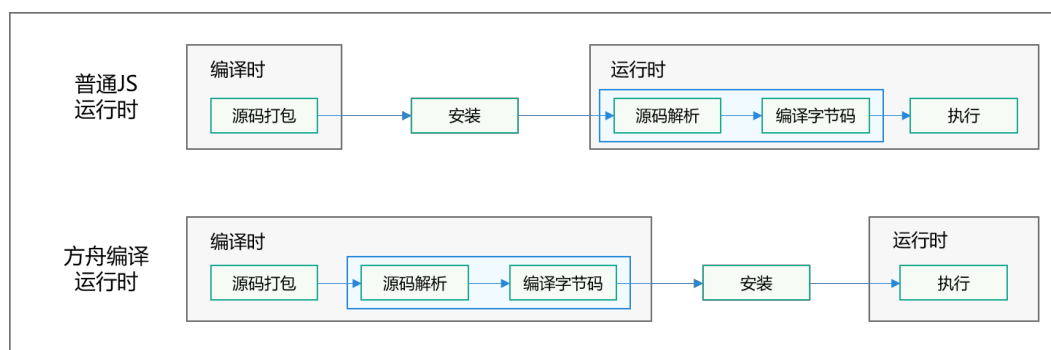 普通JS
运行时
编译时
源码打包
安装
运行时
源码解析
编译字节码
执行
方舟编译
运行时
编译时
源码打包
源码解析
编译字节码
安装
运行时
执行